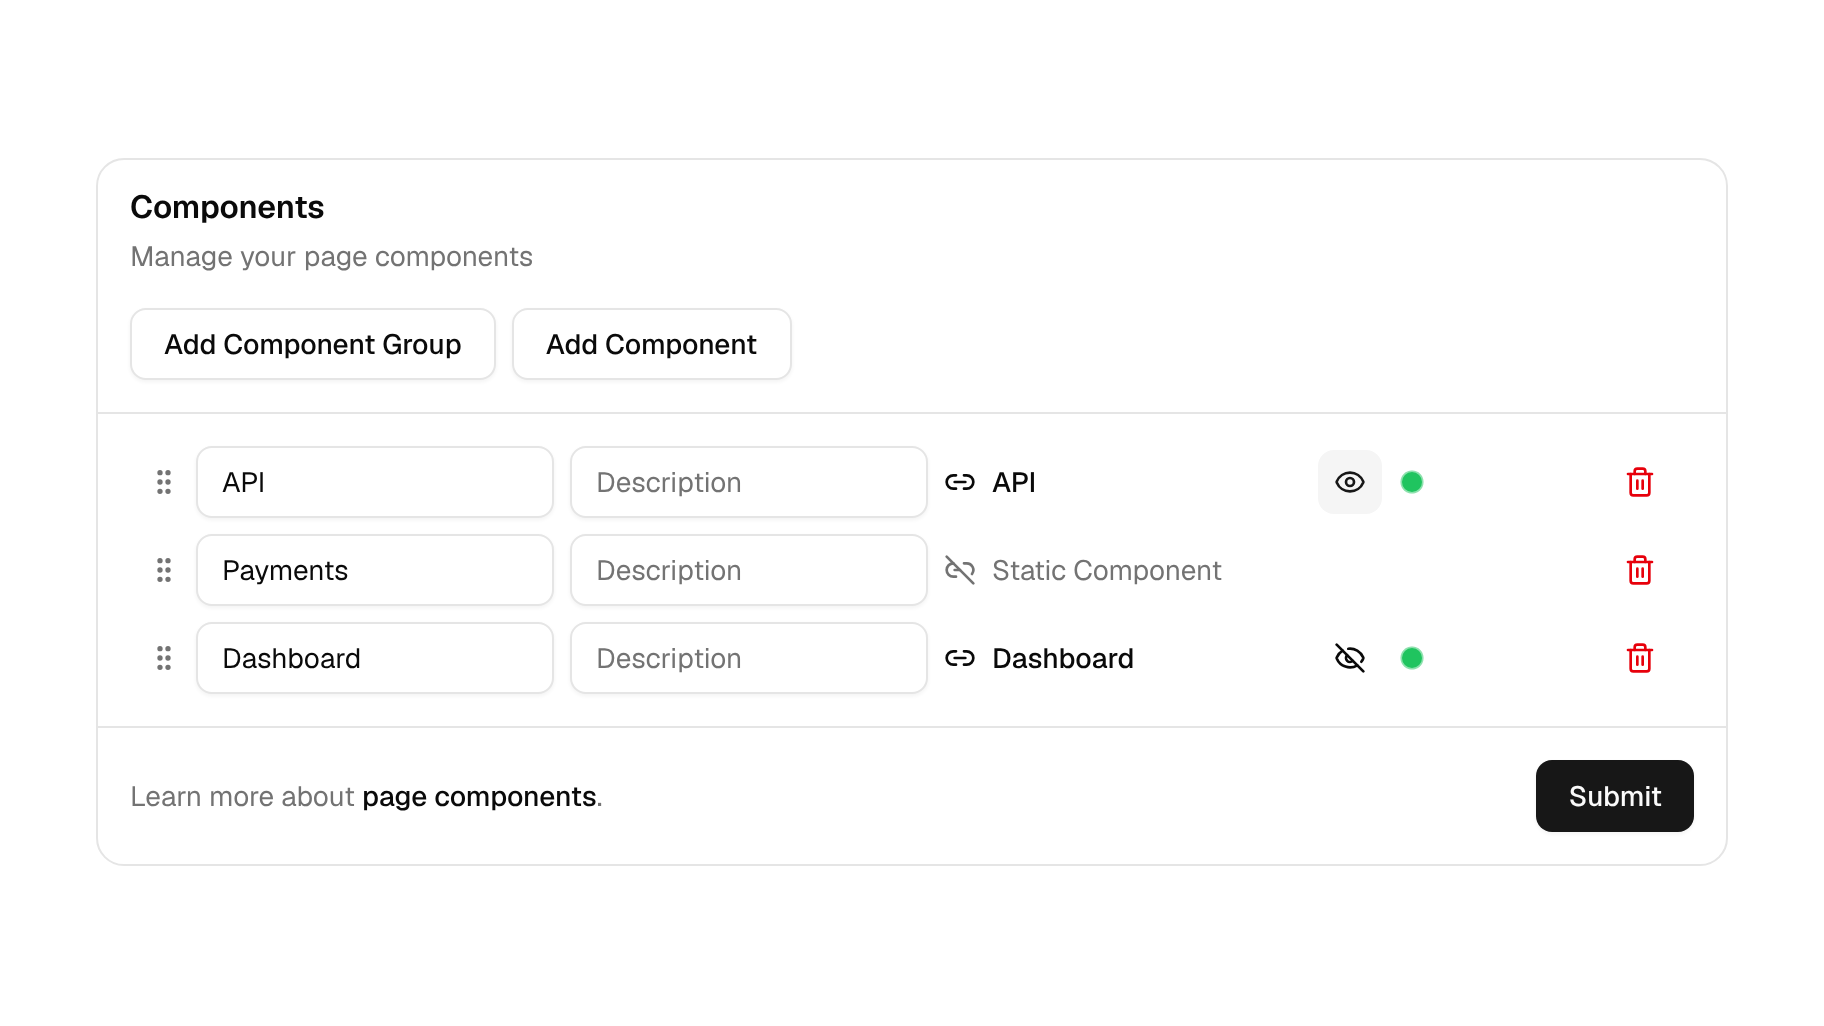 Components
Manage your page components
Add Component Group Add Component
API Description API
Payments Description Static Component
Dashboard Description Dashboard
Learn more about page components. Submit